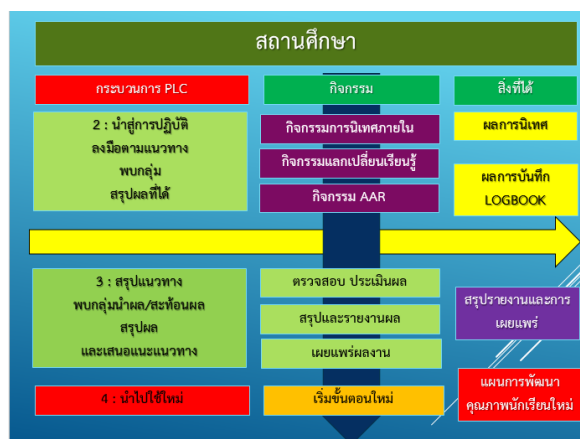 สถานศึกษา
กระบวนการ PLC
กิจกรรม
สิ่งที่ได้
2 : นำสู่การปฏิบัติ
ลงมือตามแนวทาง
พบกลุ่ม
สรุปผลที่ได้
กิจกรรมการนิเทศภายใน
กิจกรรมแลกเปลี่ยนเรียนรู้
กิจกรรม AAR
ผลการนิเทศ
ผลการบันทึก
LOGBOOK
3 : สรุปแนวทาง
พบกลุ่มนำผล/สะท้อนผล
สรุปผล
และเสนอแนะแนวทาง
ตรวจสอบ ประเมินผล
สรุปและรายงานผล
เผยแพร่ผลงาน
สรุปรายงานและการ
เผยแพร่
4 : นำไปใช้ใหม่
เริ่มขั้นตอนใหม่
แผนการพัฒนา
คุณภาพนักเรียนใหม่